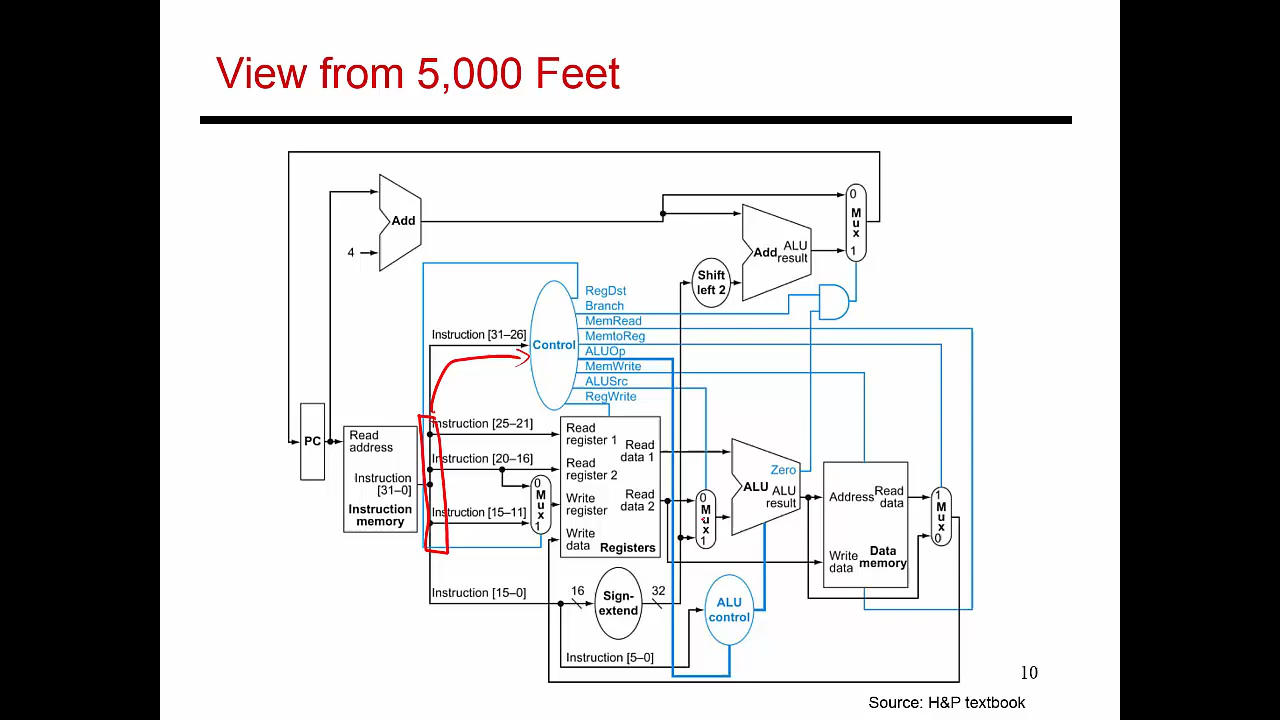 View from 5,000 Feet
Add
4
0
Mux
1
Add
ALU
result
Shift
left 2
RegDst
Branch
MemRead
MemtoReg
ALUOp
MemWrite
ALUSrc
RegWrite
Control
Instruction [31–26]
Instruction [25–21]
Instruction [20–16]
Instruction [15–11]
Instruction [15–0]
Instruction [5–0]
PC
Read
address
Instruction
[31–0]
Instruction
memory
0
Mux
1
Read
register 1
Read
register 2
Write
register
Write
data
Read
data 1
Read
data 2
Registers
0
Mux
1
Zero
ALU
ALU
result
Address
Read
data
Write
data
Data
memory
1
Mux
0
16
Sign-
extend
32
ALU
control
10
Source: H&P textbook